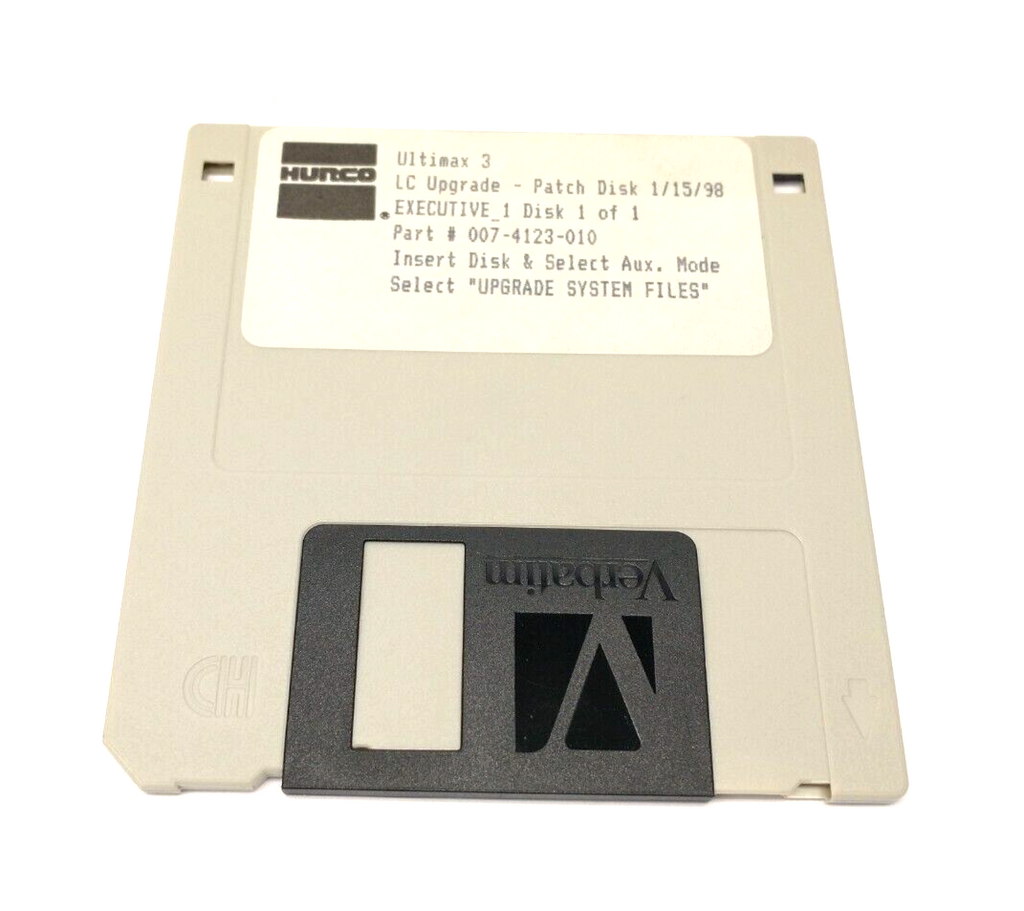 HURCO
®
Ultimax 3
LC Upgrade - Patch Disk 1/15/98
EXECUTIVE_1 Disk 1 of 1
Part # 007-4123-010
Insert Disk & Select Aux. Mode
Select "UPGRADE SYSTEM FILES"
Verbatim
HD